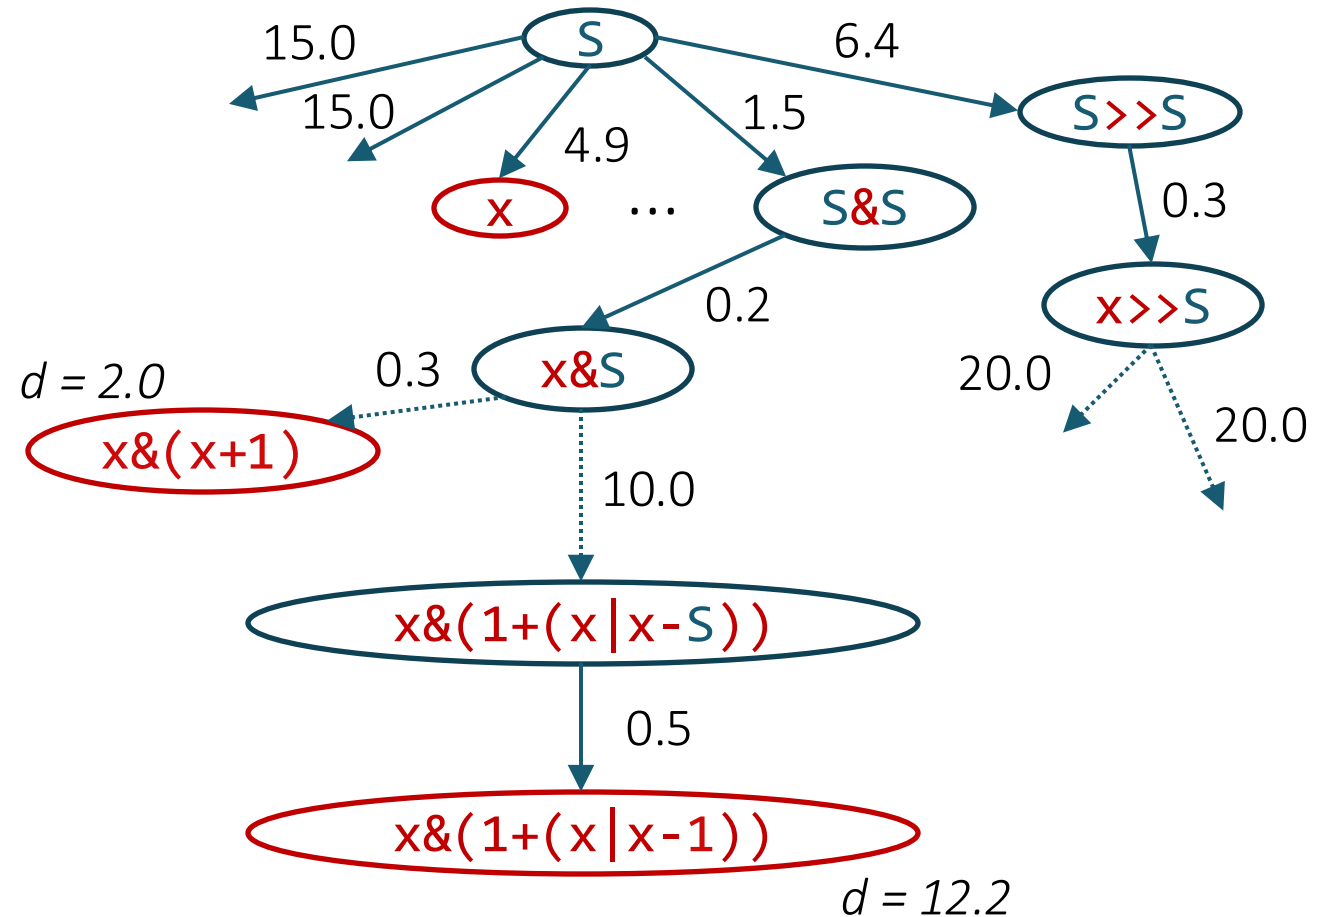 S
15.0
6.4
15.0
4.9
1.5
S>>S
x
...
S&S
0.3
0.2
x>>S
x&S
0.3
d = 2.0
20.0
20.0
x&(x+1)
10.0
x&(1+(x|x-S))
0.5
x&(1+(x|x-1))
d = 12.2